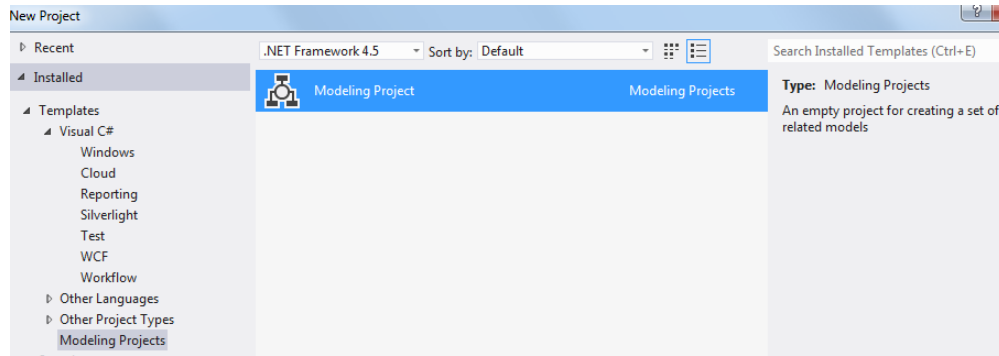 New Project
Recent
.NET Framework 4.5 Sort by: Default
Search Installed Templates (Ctrl+E)
Installed
Templates
Visual C#
Windows
Cloud
Reporting
Silverlight
Test
WCF
Workflow
Other Languages
Other Project Types
Modeling Projects
Modeling Project Modeling Projects
Type: Modeling Projects
An empty project for creating a set of
related models